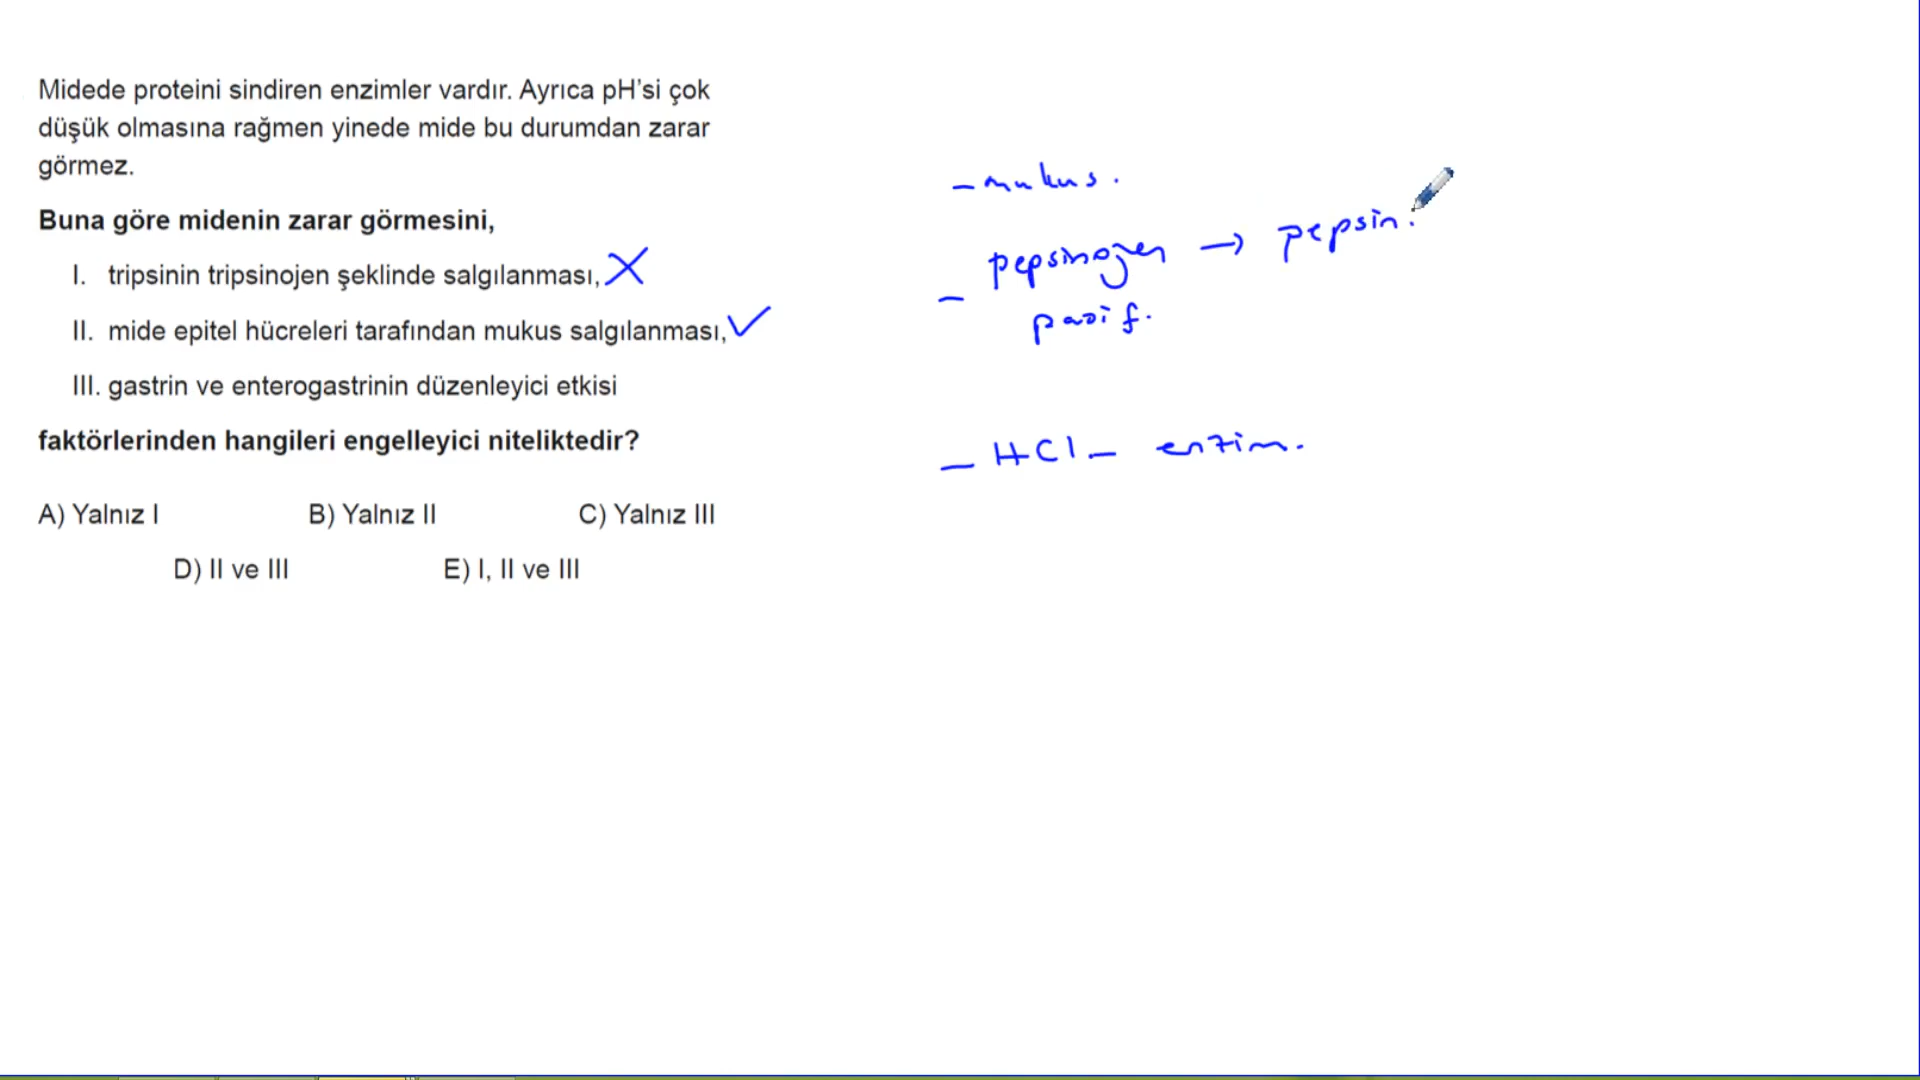 Midede proteini sindiren enzimler vardır. Ayrıca pH'si çok
düşük olmasına rağmen yinede mide bu durumdan zarar
görmez.
Buna göre midenin zarar görmesini,
I. tripsinin tripsinojen şeklinde salgılanması,
II. mide epitel hücreleri tarafından mukus salgılanması,
III. gastrin ve enterogastrinin düzenleyici etkisi
faktörlerinden hangileri engelleyici niteliktedir?
A) Yalnız I B) Yalnız II C) Yalnız III
D) II ve III E) I, II ve III
- mukus.
- pepsinojen → pepsin.
pasif.
- HCl - enzim.